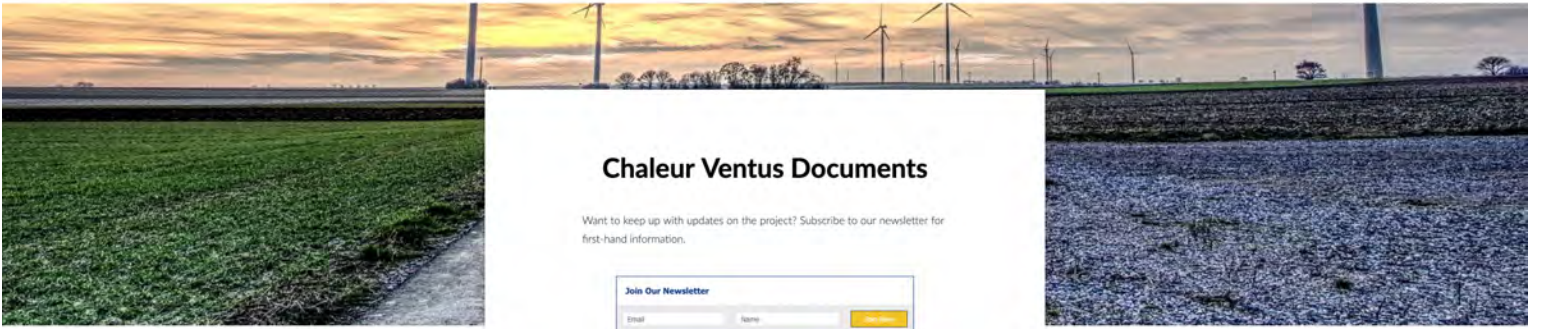 Chaleur Ventus Documents
Want to keep up with updates on the project? Subscribe to our newsletter for
first-hand information.
Join Our Newsletter
Email Name